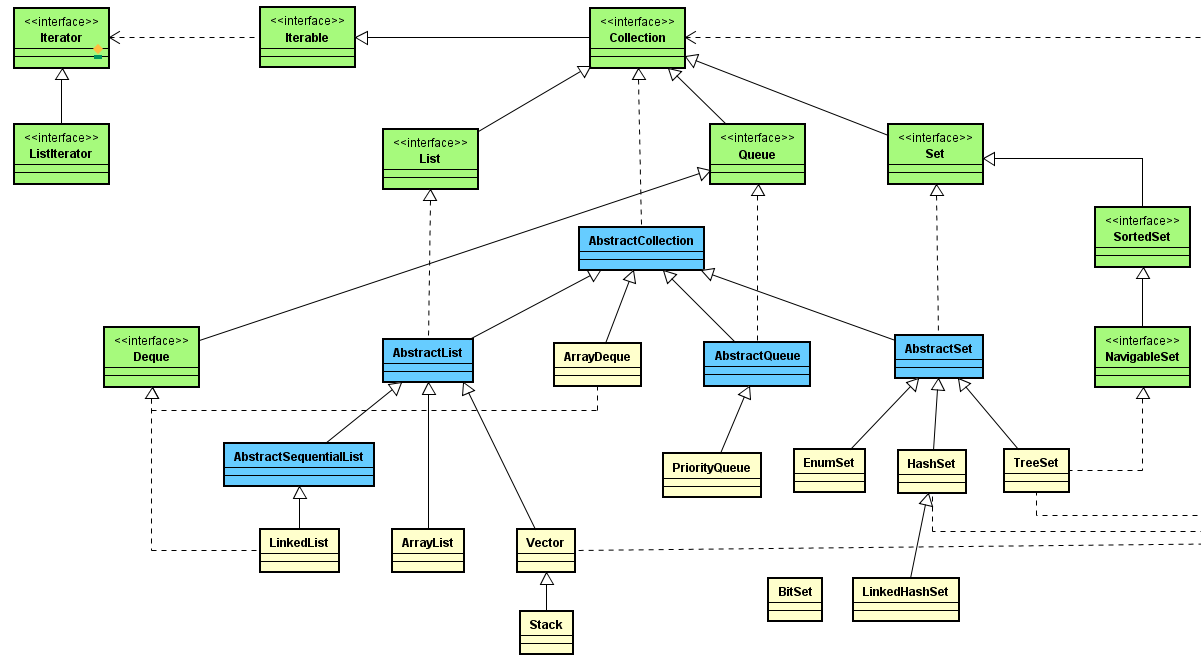 <<interface>>
Iterator
<<interface>>
Iterable
<<interface>>
Collection
<<interface>>
ListIterator
<<interface>>
List
<<interface>>
Queue
<<interface>>
Set
<<interface>>
SortedSet
AbstractCollection
<<interface>>
Deque
AbstractList
ArrayDeque
AbstractQueue
AbstractSet
<<interface>>
NavigableSet
AbstractSequentialList
PriorityQueue
EnumSet
HashSet
TreeSet
LinkedList
ArrayList
Vector
BitSet
LinkedHashSet
Stack